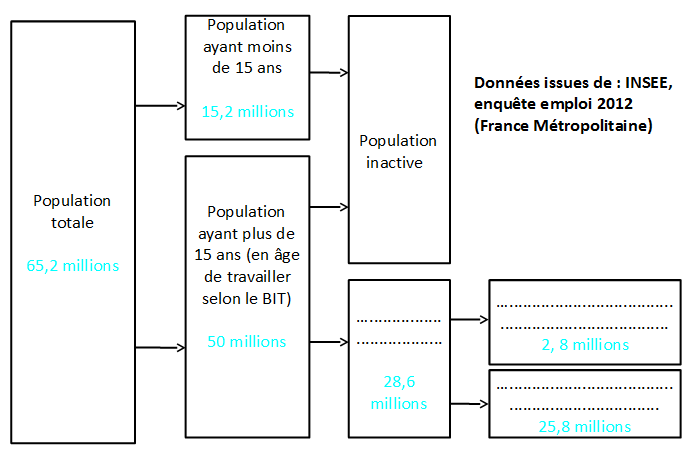 Population
totale
65,2 millions
Population
ayant moins
de 15 ans
15,2 millions
Population
ayant plus de
15 ans (en âge
de travailler
selon le BIT)
50 millions
Population
inactive
...................
...................
28,6
millions
.......................................
.....................................
2, 8 millions
.......................................
.................................
25,8 millions
Données issues de : INSEE,
enquête emploi 2012
(France Métropolitaine)